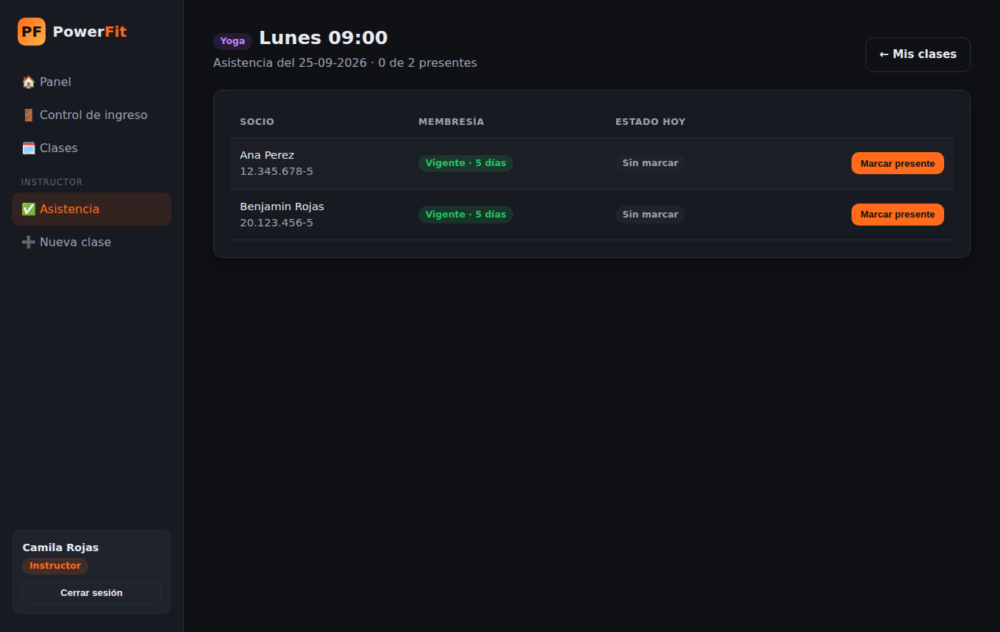 PF PowerFit
🏠 Panel
🚪 Control de ingreso
🗓️ Clases
INSTRUCTOR
✅ Asistencia
➕ Nueva clase
Camila Rojas
Instructor
Cerrar sesión
Yoga Lunes 09:00
Asistencia del 25-09-2026 · 0 de 2 presentes
← Mis clases
SOCIO MEMBRESÍA ESTADO HOY
Ana Perez
12.345.678-5
Vigente · 5 días Sin marcar Marcar presente
Benjamin Rojas
20.123.456-5
Vigente · 5 días Sin marcar Marcar presente